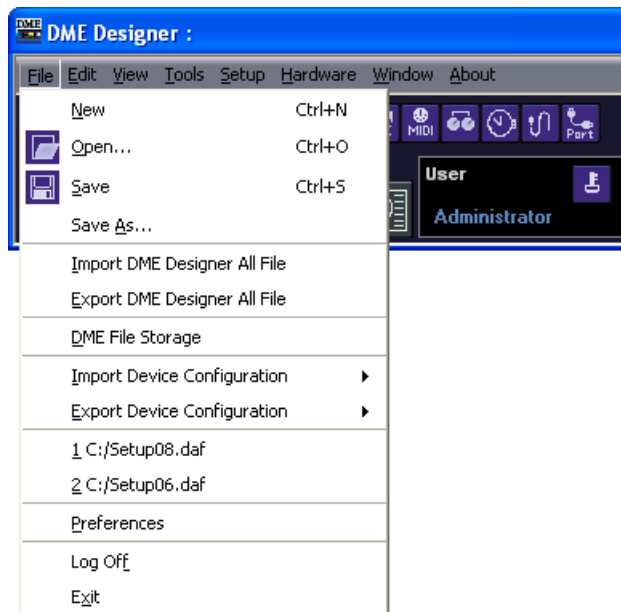 DME Designer :
File Edit View Tools Setup Hardware Window About
New Ctrl+N
Open... Ctrl+O
Save Ctrl+S
Save As...
Import DME Designer All File
Export DME Designer All File
DME File Storage
Import Device Configuration
Export Device Configuration
1 C:/Setup08.daf
2 C:/Setup06.daf
Preferences
Log Off
Exit
MIDI
Port
User
Administrator